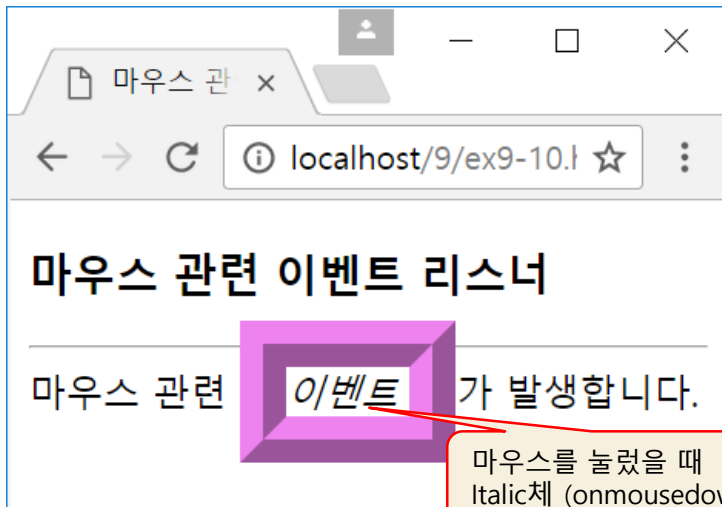 마우스 관
localhost/9/ex9-10.h
마우스 관련 이벤트 리스너
마우스 관련 이벤트 가 발생합니다.
마우스를 눌렀을 때
Italic체 (onmousedow